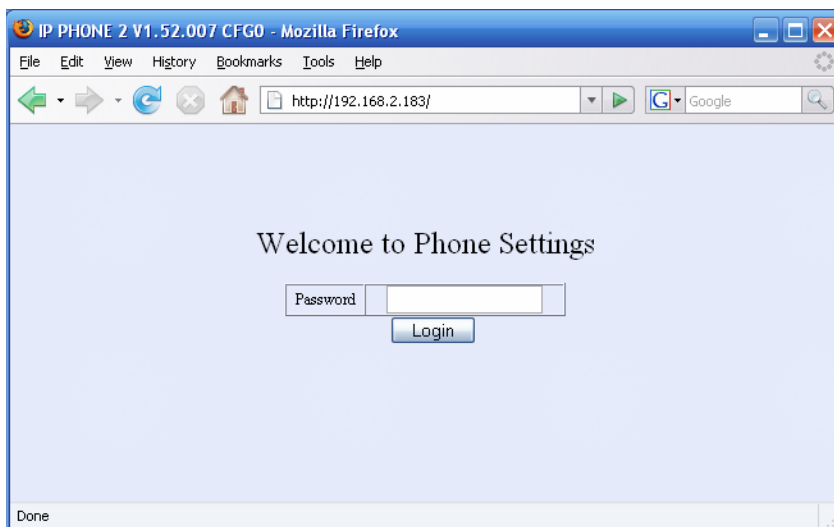 IP PHONE 2 V1.52.007 CFG0 - Mozilla Firefox
File Edit View History Bookmarks Tools Help
http://192.168.2.183/ G Google
Welcome to Phone Settings
Password
Login
Done